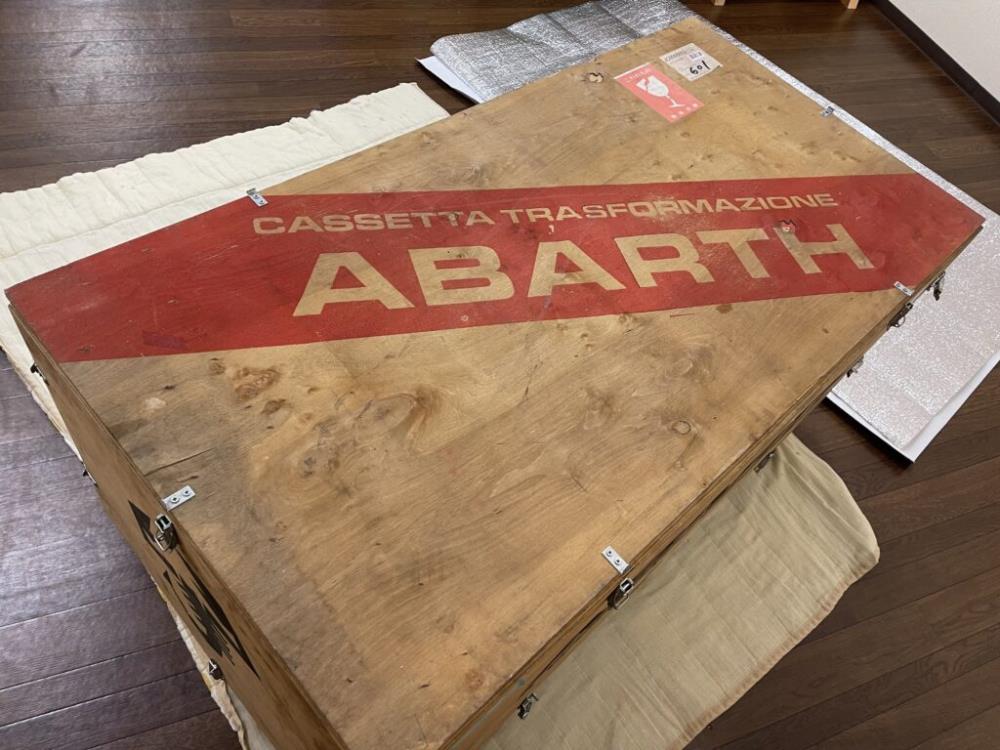 601
CASSETTA TRASFORMAZIONE
ABARTH